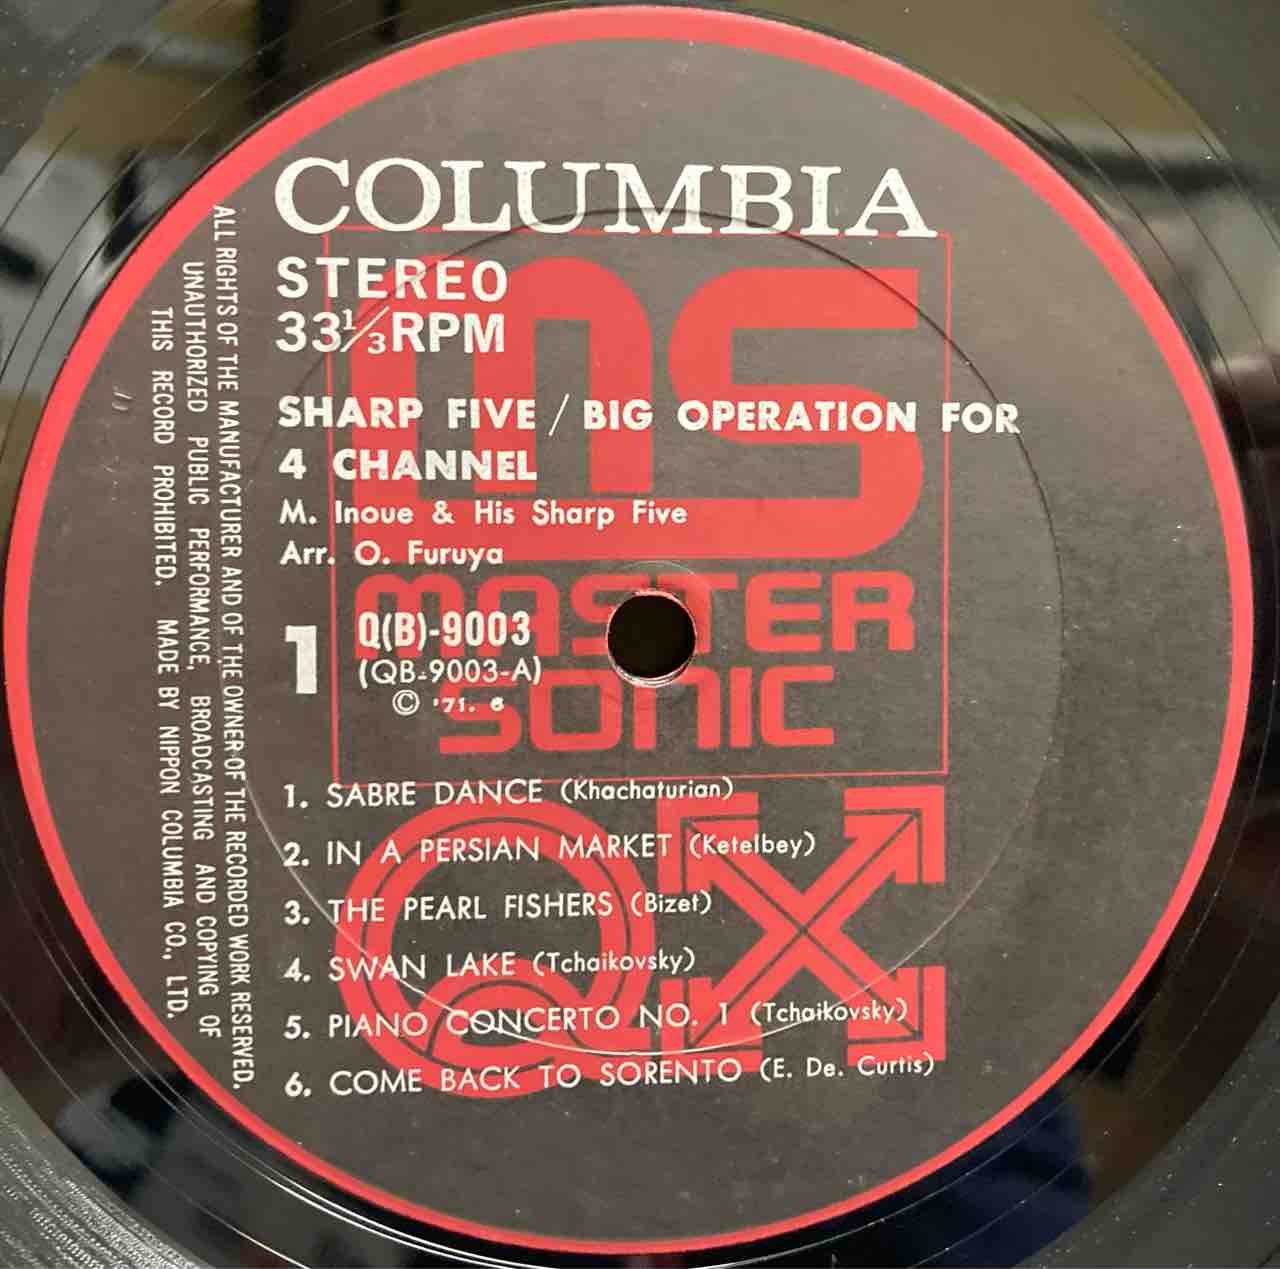 COLUMBIA
STEREO
33⅓RPM
ms
MASTER
SONIC
SHARP FIVE / BIG OPERATION FOR
4 CHANNEL
M. Inoue & His Sharp Five
Arr. O. Furuya
1
Q(B)-9003
(QB-9003-A)
© '71. 6
QX
1. SABRE DANCE (Khachaturian)
2. IN A PERSIAN MARKET (Ketelbey)
3. THE PEARL FISHERS (Bizet)
4. SWAN LAKE (Tchaikovsky)
5. PIANO CONCERTO NO. 1 (Tchaikovsky)
6. COME BACK TO SORENTO (E. De. Curtis)
ALL RIGHTS OF THE MANUFACTURER AND OF THE OWNER OF THE RECORDED WORK RESERVED.
UNAUTHORIZED PUBLIC PERFORMANCE, BROADCASTING AND COPYING OF
THIS RECORD PROHIBITED. MADE BY NIPPON COLUMBIA CO., LTD.